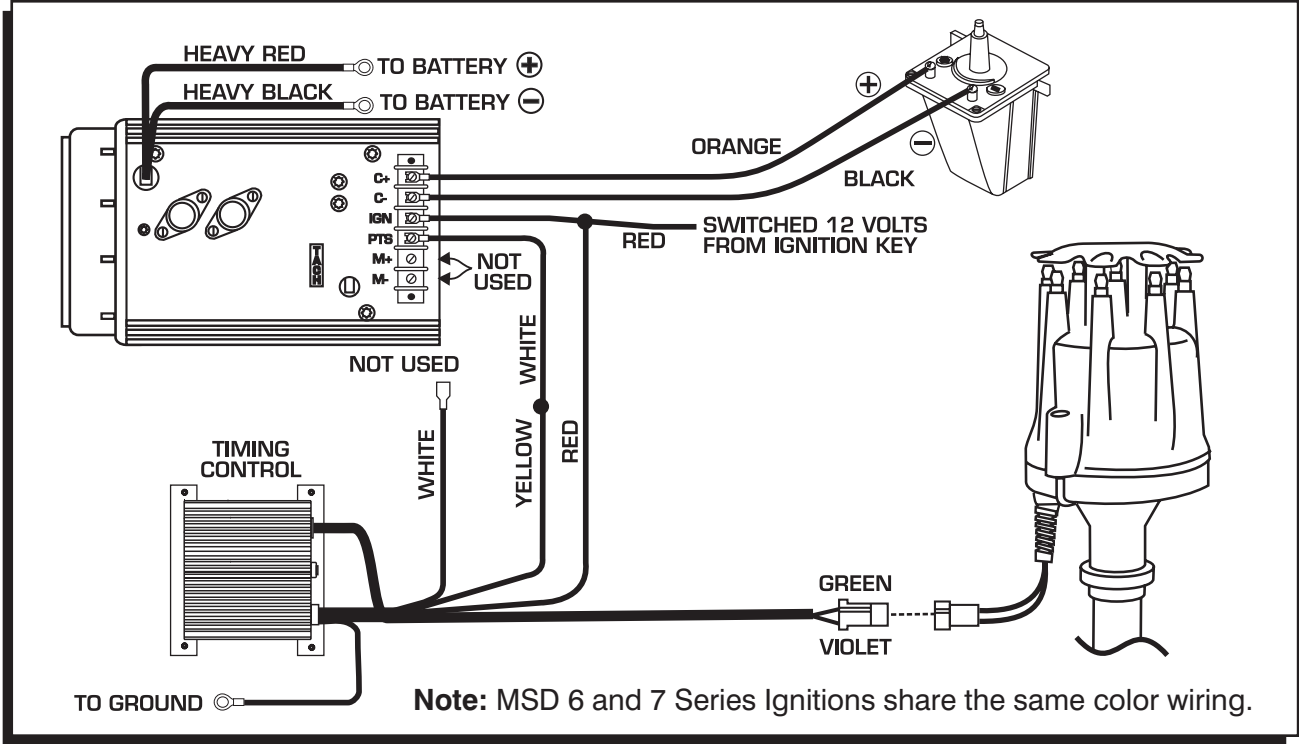 HEAVY RED
TO BATTERY +
HEAVY BLACK
TO BATTERY −
+
ORANGE
−
BLACK
C+
C-
IGN
PTS
M+
M-
TACH
SWITCHED 12 VOLTS
FROM IGNITION KEY
RED
NOT
USED
NOT USED
WHITE
WHITE
YELLOW
RED
TIMING
CONTROL
GREEN
VIOLET
TO GROUND
Note: MSD 6 and 7 Series Ignitions share the same color wiring.